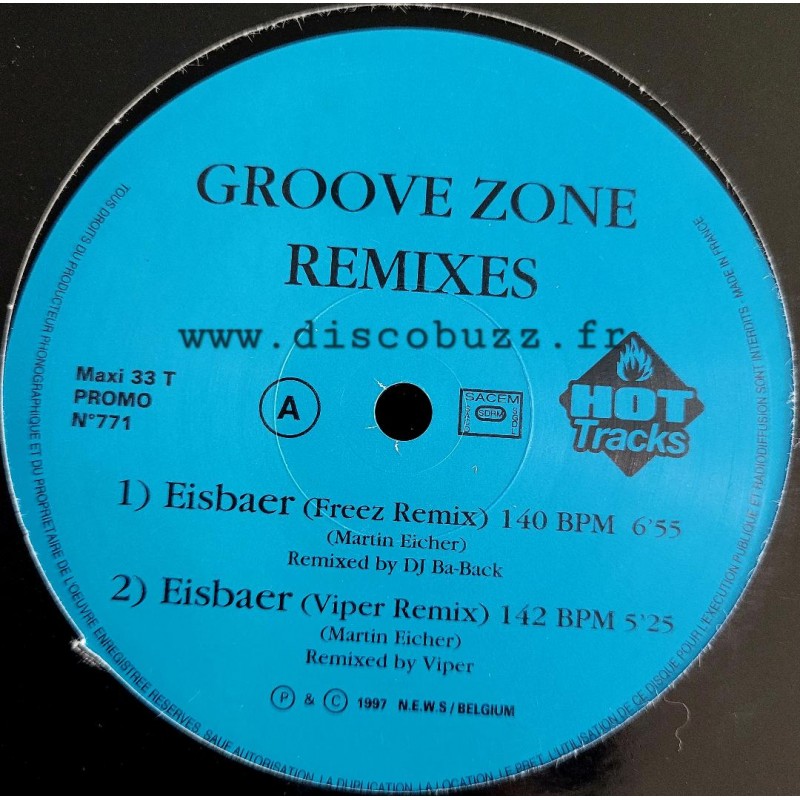 GROOVE ZONE
REMIXES
www.discobuzz.fr
Maxi 33 T
PROMO
N°771
A
SACEM
SDRM
HOT
Tracks
1) Eisbaer (Freez Remix) 140 BPM 6'55
(Martin Eicher)
Remixed by DJ Ba-Back
2) Eisbaer (Viper Remix) 142 BPM 5'25
(Martin Eicher)
Remixed by Viper
P & C 1997 N.E.W.S / BELGIUM
TOUS DROITS DU PRODUCTEUR PHONOGRAPHIQUE ET DU PROPRIETAIRE DE L'OEUVRE ENREGISTREE RESERVES. SAUF AUTORISATION, LA DUPLICATION, LA LOCATION, LE PRET, L'UTILISATION DE CE DISQUE POUR L'EXECUTION PUBLIQUE ET RADIODIFFUSION SONT INTERDITS - MADE IN FRANCE